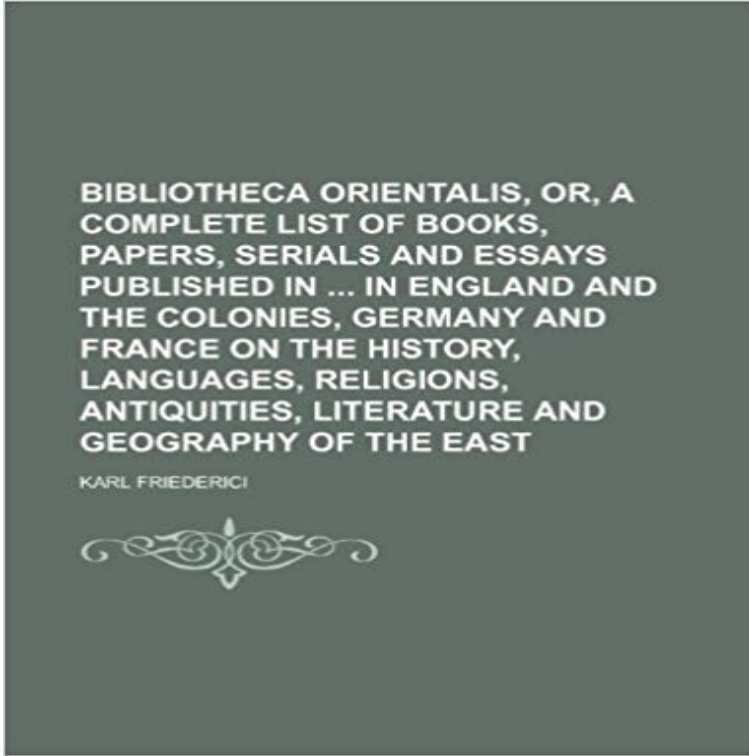 BIBLIOTHECA ORIENTALIS, OR, A
COMPLETE LIST OF BOOKS,
PAPERS, SERIALS AND ESSAYS
PUBLISHED IN ... IN ENGLAND AND
THE COLONIES, GERMANY AND
FRANCE ON THE HISTORY,
LANGUAGES, RELIGIONS,
ANTIQUITIES, LITERATURE AND
GEOGRAPHY OF THE EAST
KARL FRIEDERICI